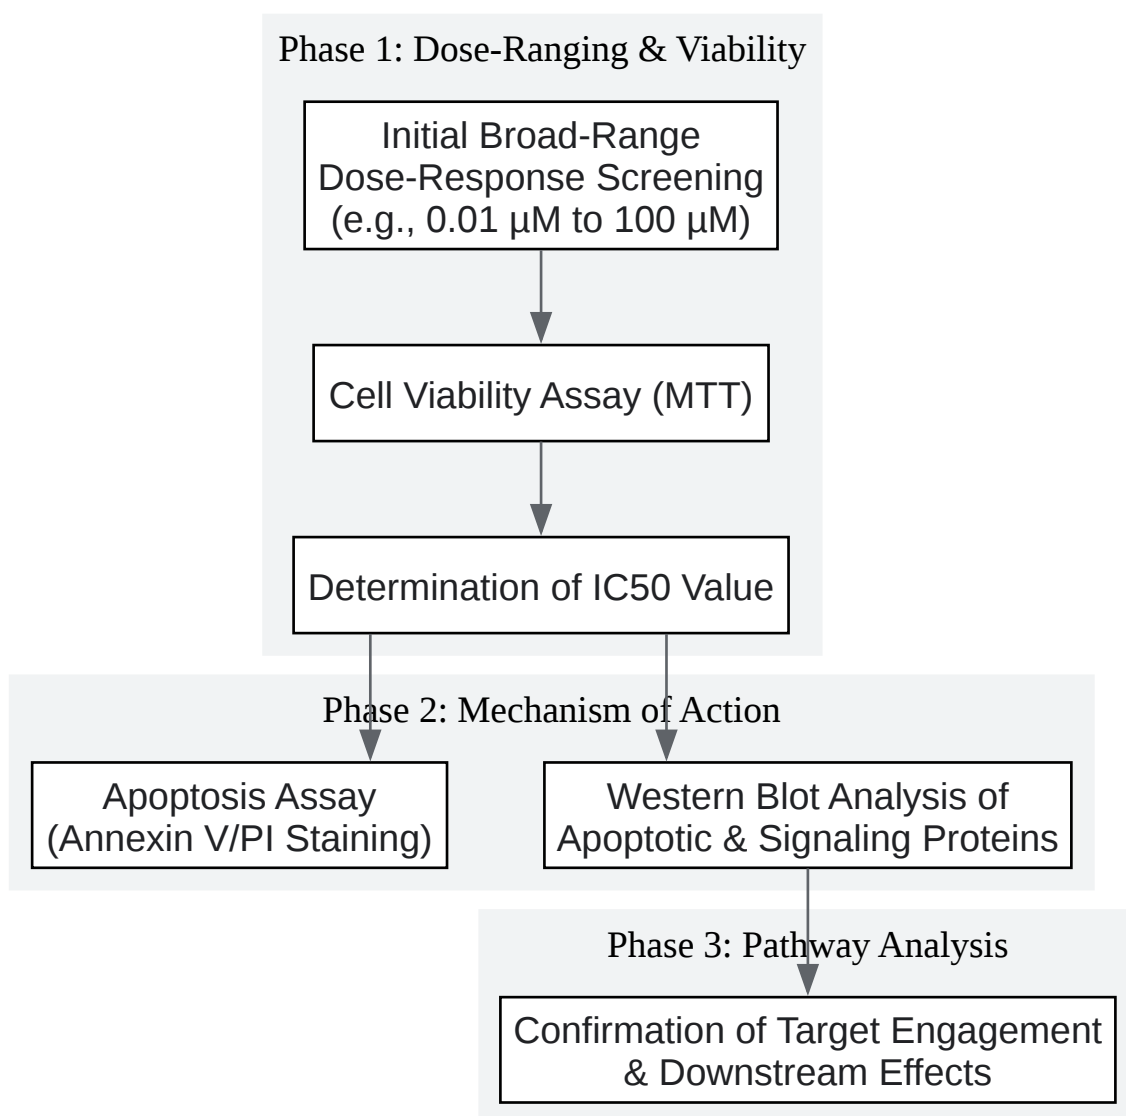 Phase 1: Dose-Ranging & Viability
Initial Broad-Range
Dose-Response Screening
(e.g., 0.01 µM to 100 µM)
Cell Viability Assay (MTT)
Determination of IC50 Value
Phase 2: Mechanism of Action
Apoptosis Assay
(Annexin V/PI Staining)
Western Blot Analysis of
Apoptotic & Signaling Proteins
Phase 3: Pathway Analysis
Confirmation of Target Engagement
& Downstream Effects